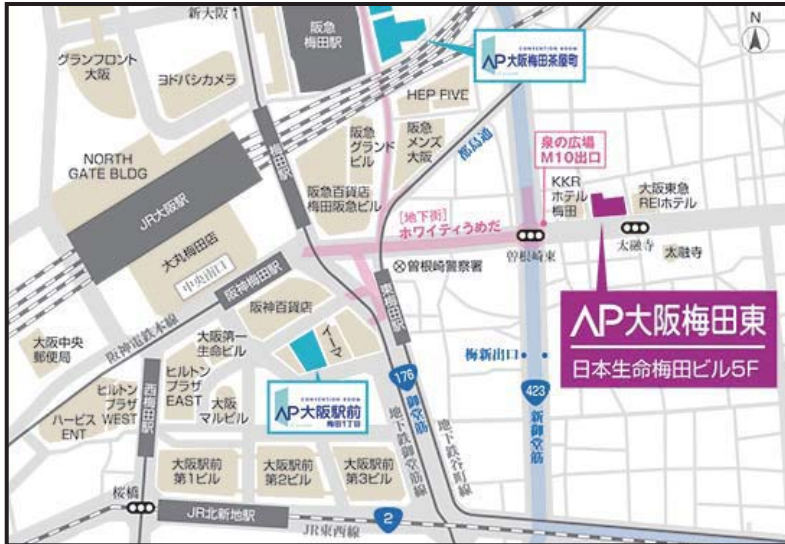 新大阪
N
阪急
梅田駅
グランフロント
大阪
ヨドバシカメラ
CONVENTION ROOM
AP大阪梅田茶屋町
HEP FIVE
NORTH
GATE BLDG
JR大阪駅
梅田駅
阪急
グランド
ビル
阪急
メンズ
大阪
都島通
泉の広場
M10出口
KKR
ホテル
梅田
大阪東急
REIホテル
阪急百貨店
梅田阪急ビル
[地下街]
ホワイティうめだ
大丸梅田店
中央南口
阪神梅田駅
曽根崎警察署
曽根崎東
太融寺
太融寺
東梅田駅
阪神百貨店
阪神電鉄本線
大阪中央
郵便局
大阪第一
生命ビル
イーマ
AP大阪梅田東
日本生命梅田ビル5F
梅新出口
西梅田駅
ヒルトン
プラザ
EAST
ヒルトン
プラザ
WEST
ハービス
ENT
大阪
マルビル
CONVENTION ROOM
AP大阪駅前
梅田1丁目
176
御堂筋
地下鉄御堂筋線
地下鉄谷町線
423
新御堂筋
大阪駅前
第1ビル
大阪駅前
第2ビル
大阪駅前
第3ビル
桜橋
JR北新地駅
JR東西線
2